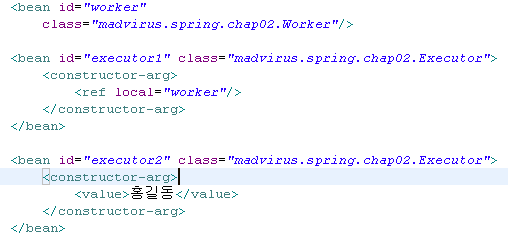 <bean id="worker"
class="madvirus.spring.chap02.Worker"/>
<bean id="executor1" class="madvirus.spring.chap02.Executor">
<constructor-arg>
<ref local="worker"/>
</constructor-arg>
</bean>
<bean id="executor2" class="madvirus.spring.chap02.Executor">
<constructor-arg>
<value>홍길동</value>
</constructor-arg>
</bean>